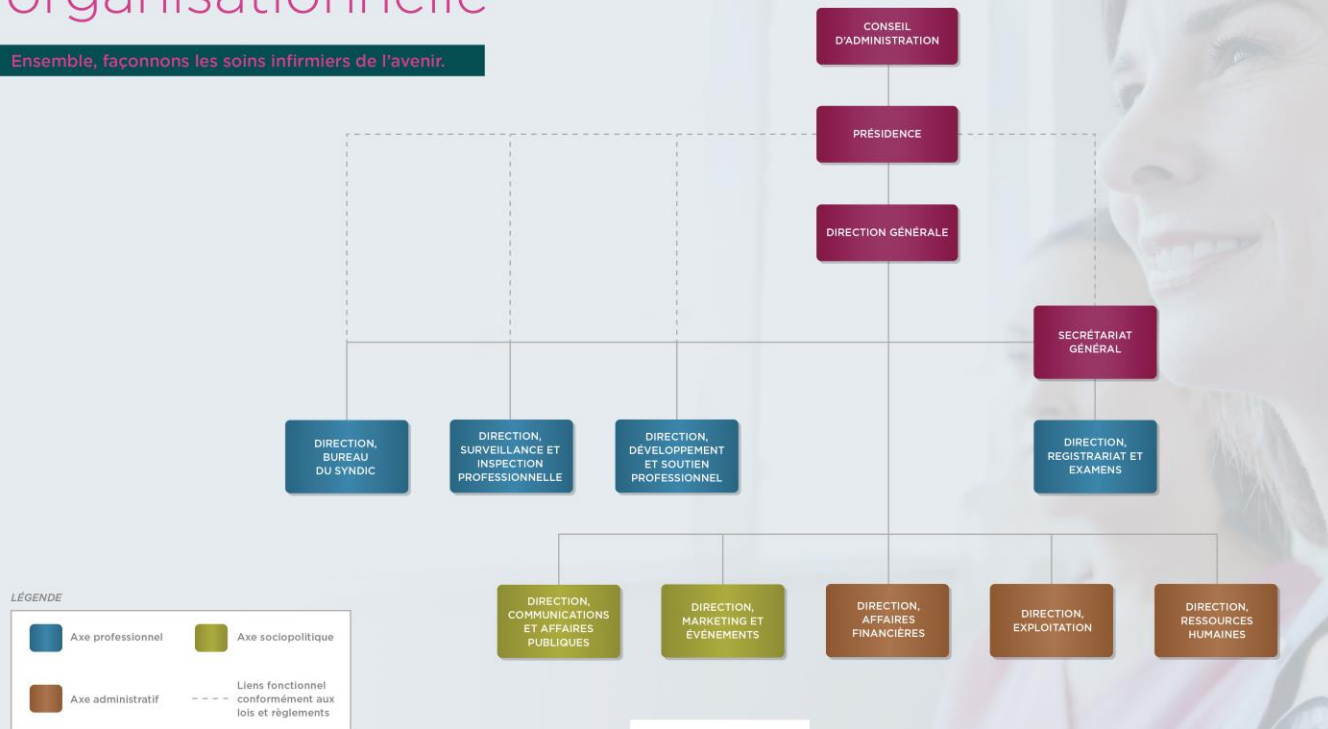 organisationnelle
Ensemble, façonnons les soins infirmiers de l'avenir.
CONSEIL
D'ADMINISTRATION
PRÉSIDENCE
DIRECTION GÉNÉRALE
SECRÉTARIAT
GÉNÉRAL
DIRECTION,
BUREAU
DU SYNDIC
DIRECTION,
SURVEILLANCE ET
INSPECTION
PROFESSIONNELLE
DIRECTION,
DÉVELOPPEMENT
ET SOUTIEN
PROFESSIONNEL
DIRECTION,
REGISTRARIAT ET
EXAMENS
DIRECTION,
COMMUNICATIONS
ET AFFAIRES
PUBLIQUES
DIRECTION,
MARKETING ET
ÉVÉNEMENTS
DIRECTION,
AFFAIRES
FINANCIÈRES
DIRECTION,
EXPLOITATION
DIRECTION,
RESSOURCES
HUMAINES
LÉGENDE
Axe professionnel
Axe sociopolitique
Axe administratif
Liens fonctionnel
conformément aux
lois et règlements